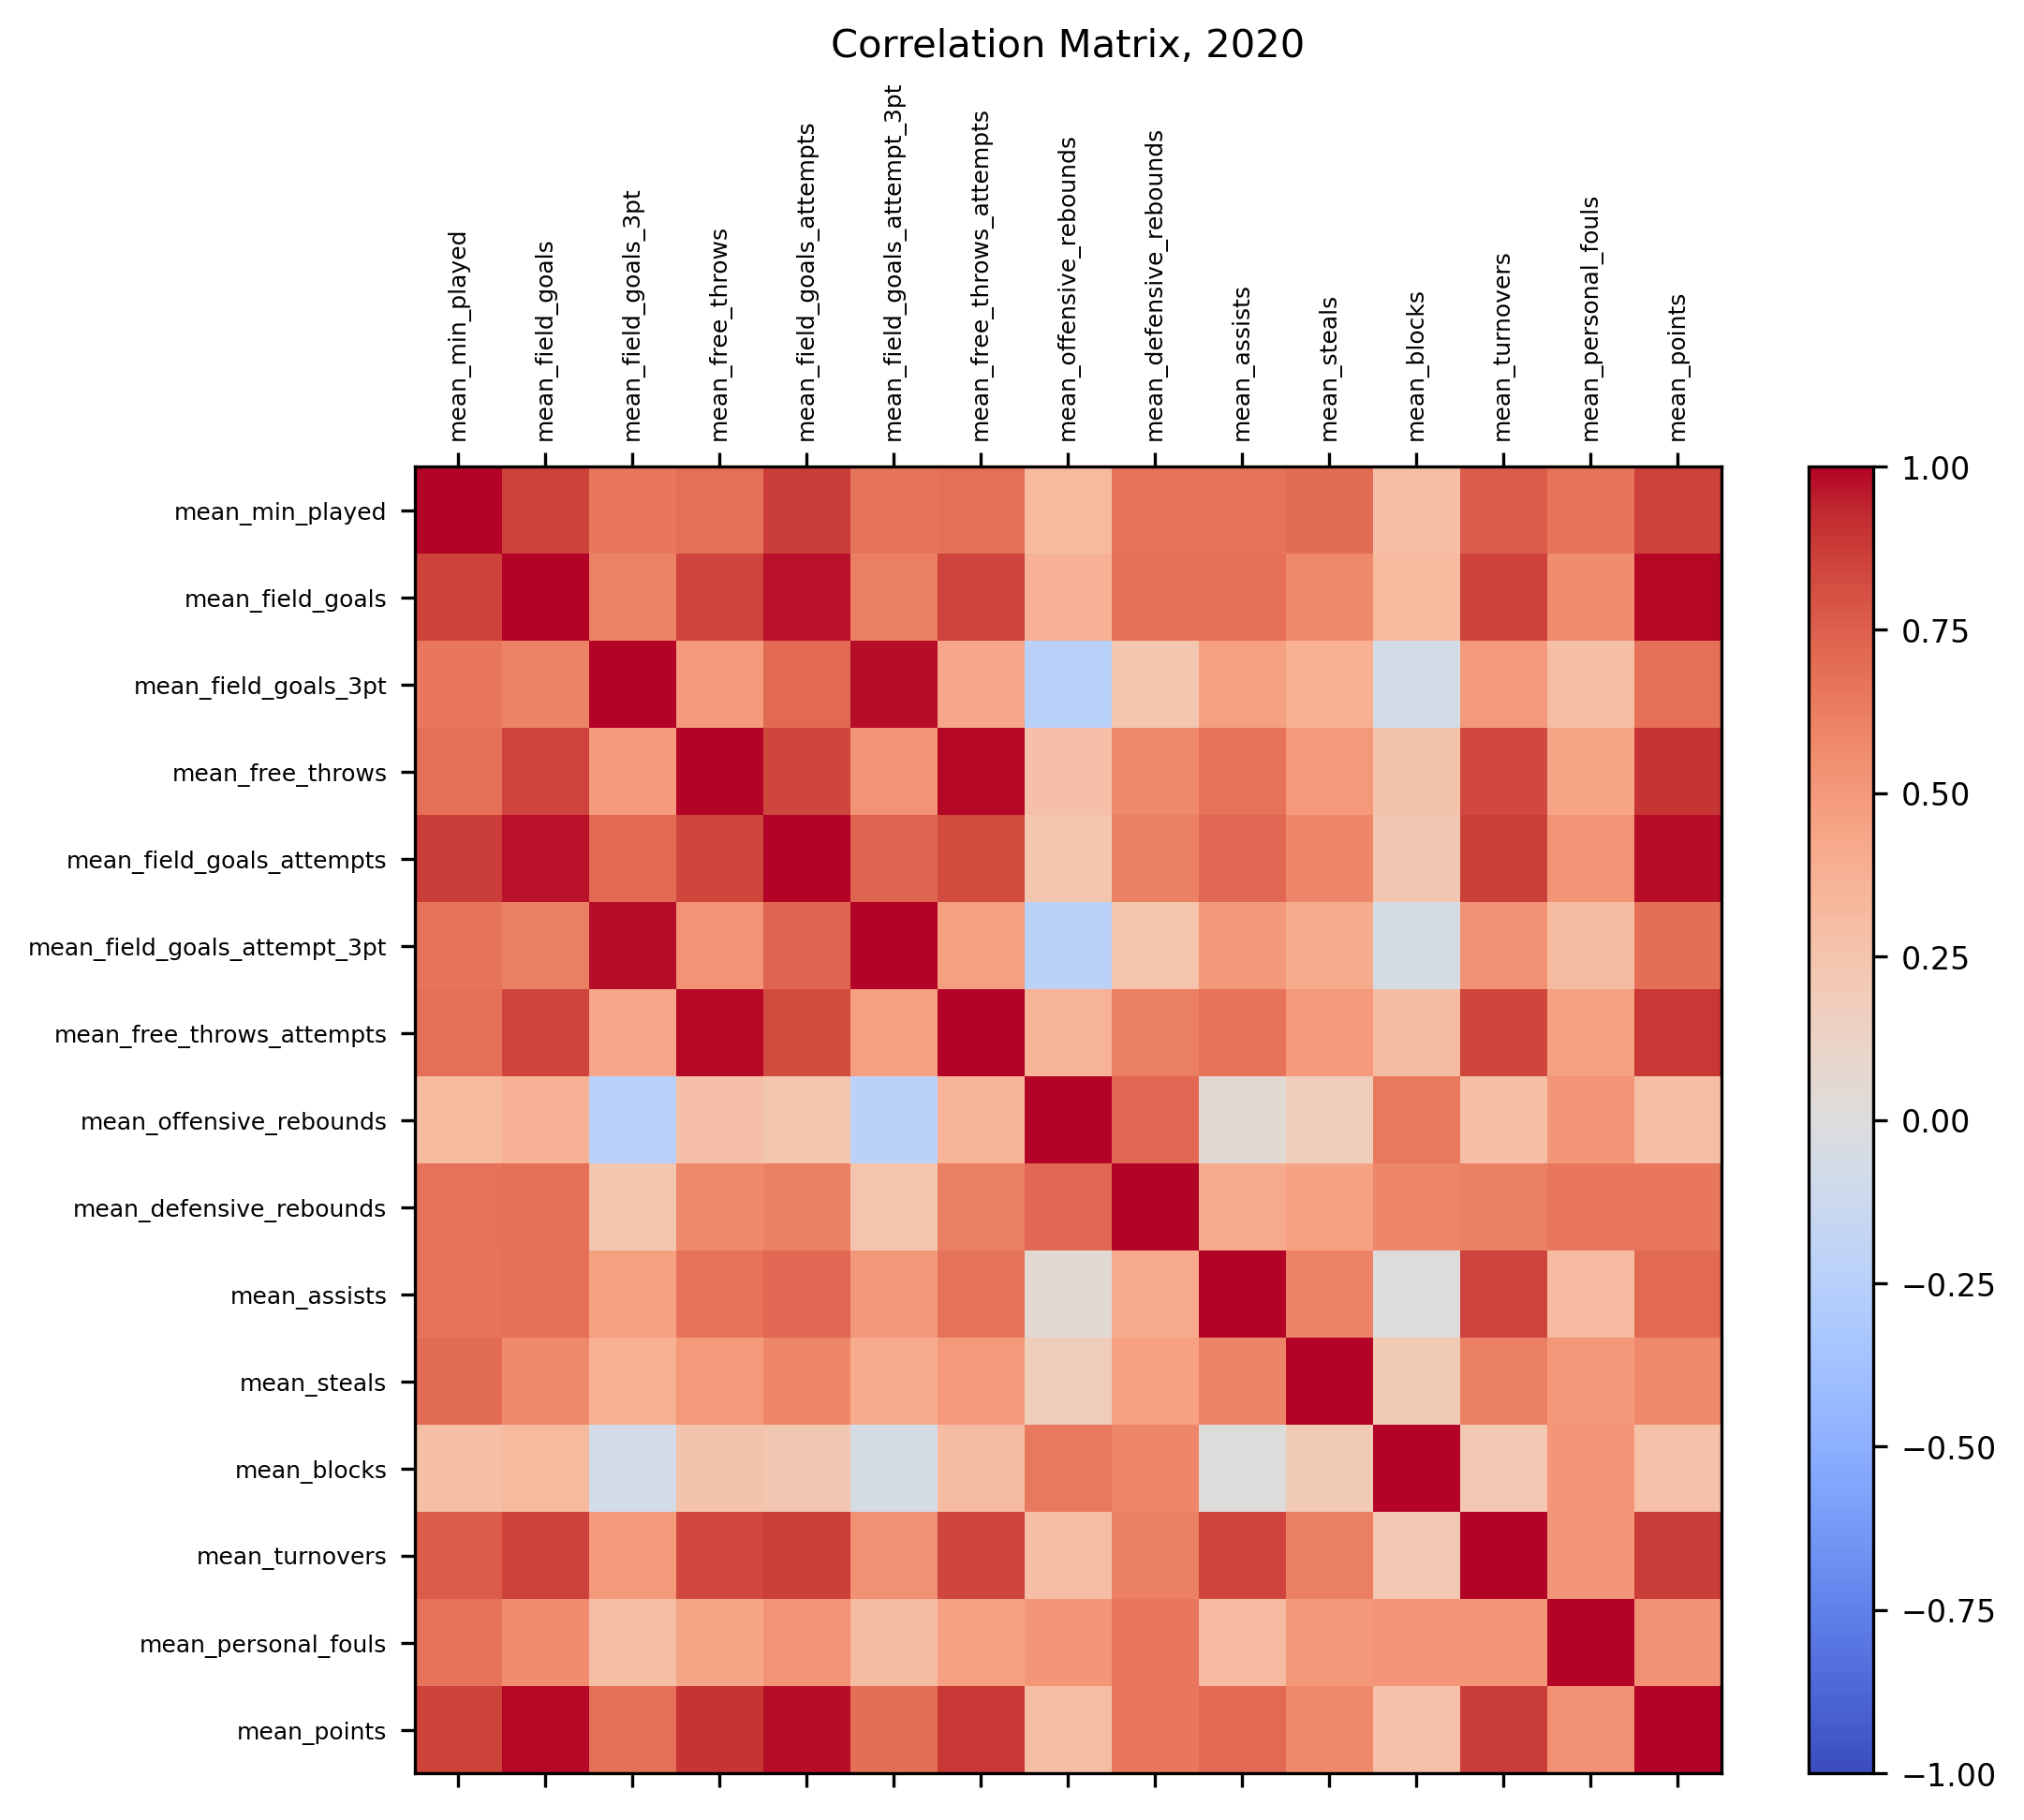 Correlation Matrix, 2020
mean_min_played
mean_field_goals
mean_field_goals_3pt
mean_free_throws
mean_field_goals_attempts
mean_field_goals_attempt_3pt
mean_free_throws_attempts
mean_offensive_rebounds
mean_defensive_rebounds
mean_assists
mean_steals
mean_blocks
mean_turnovers
mean_personal_fouls
mean_points
mean_min_played
mean_field_goals
mean_field_goals_3pt
mean_free_throws
mean_field_goals_attempts
mean_field_goals_attempt_3pt
mean_free_throws_attempts
mean_offensive_rebounds
mean_defensive_rebounds
mean_assists
mean_steals
mean_blocks
mean_turnovers
mean_personal_fouls
mean_points
1.00
0.75
0.50
0.25
0.00
−0.25
−0.50
−0.75
−1.00